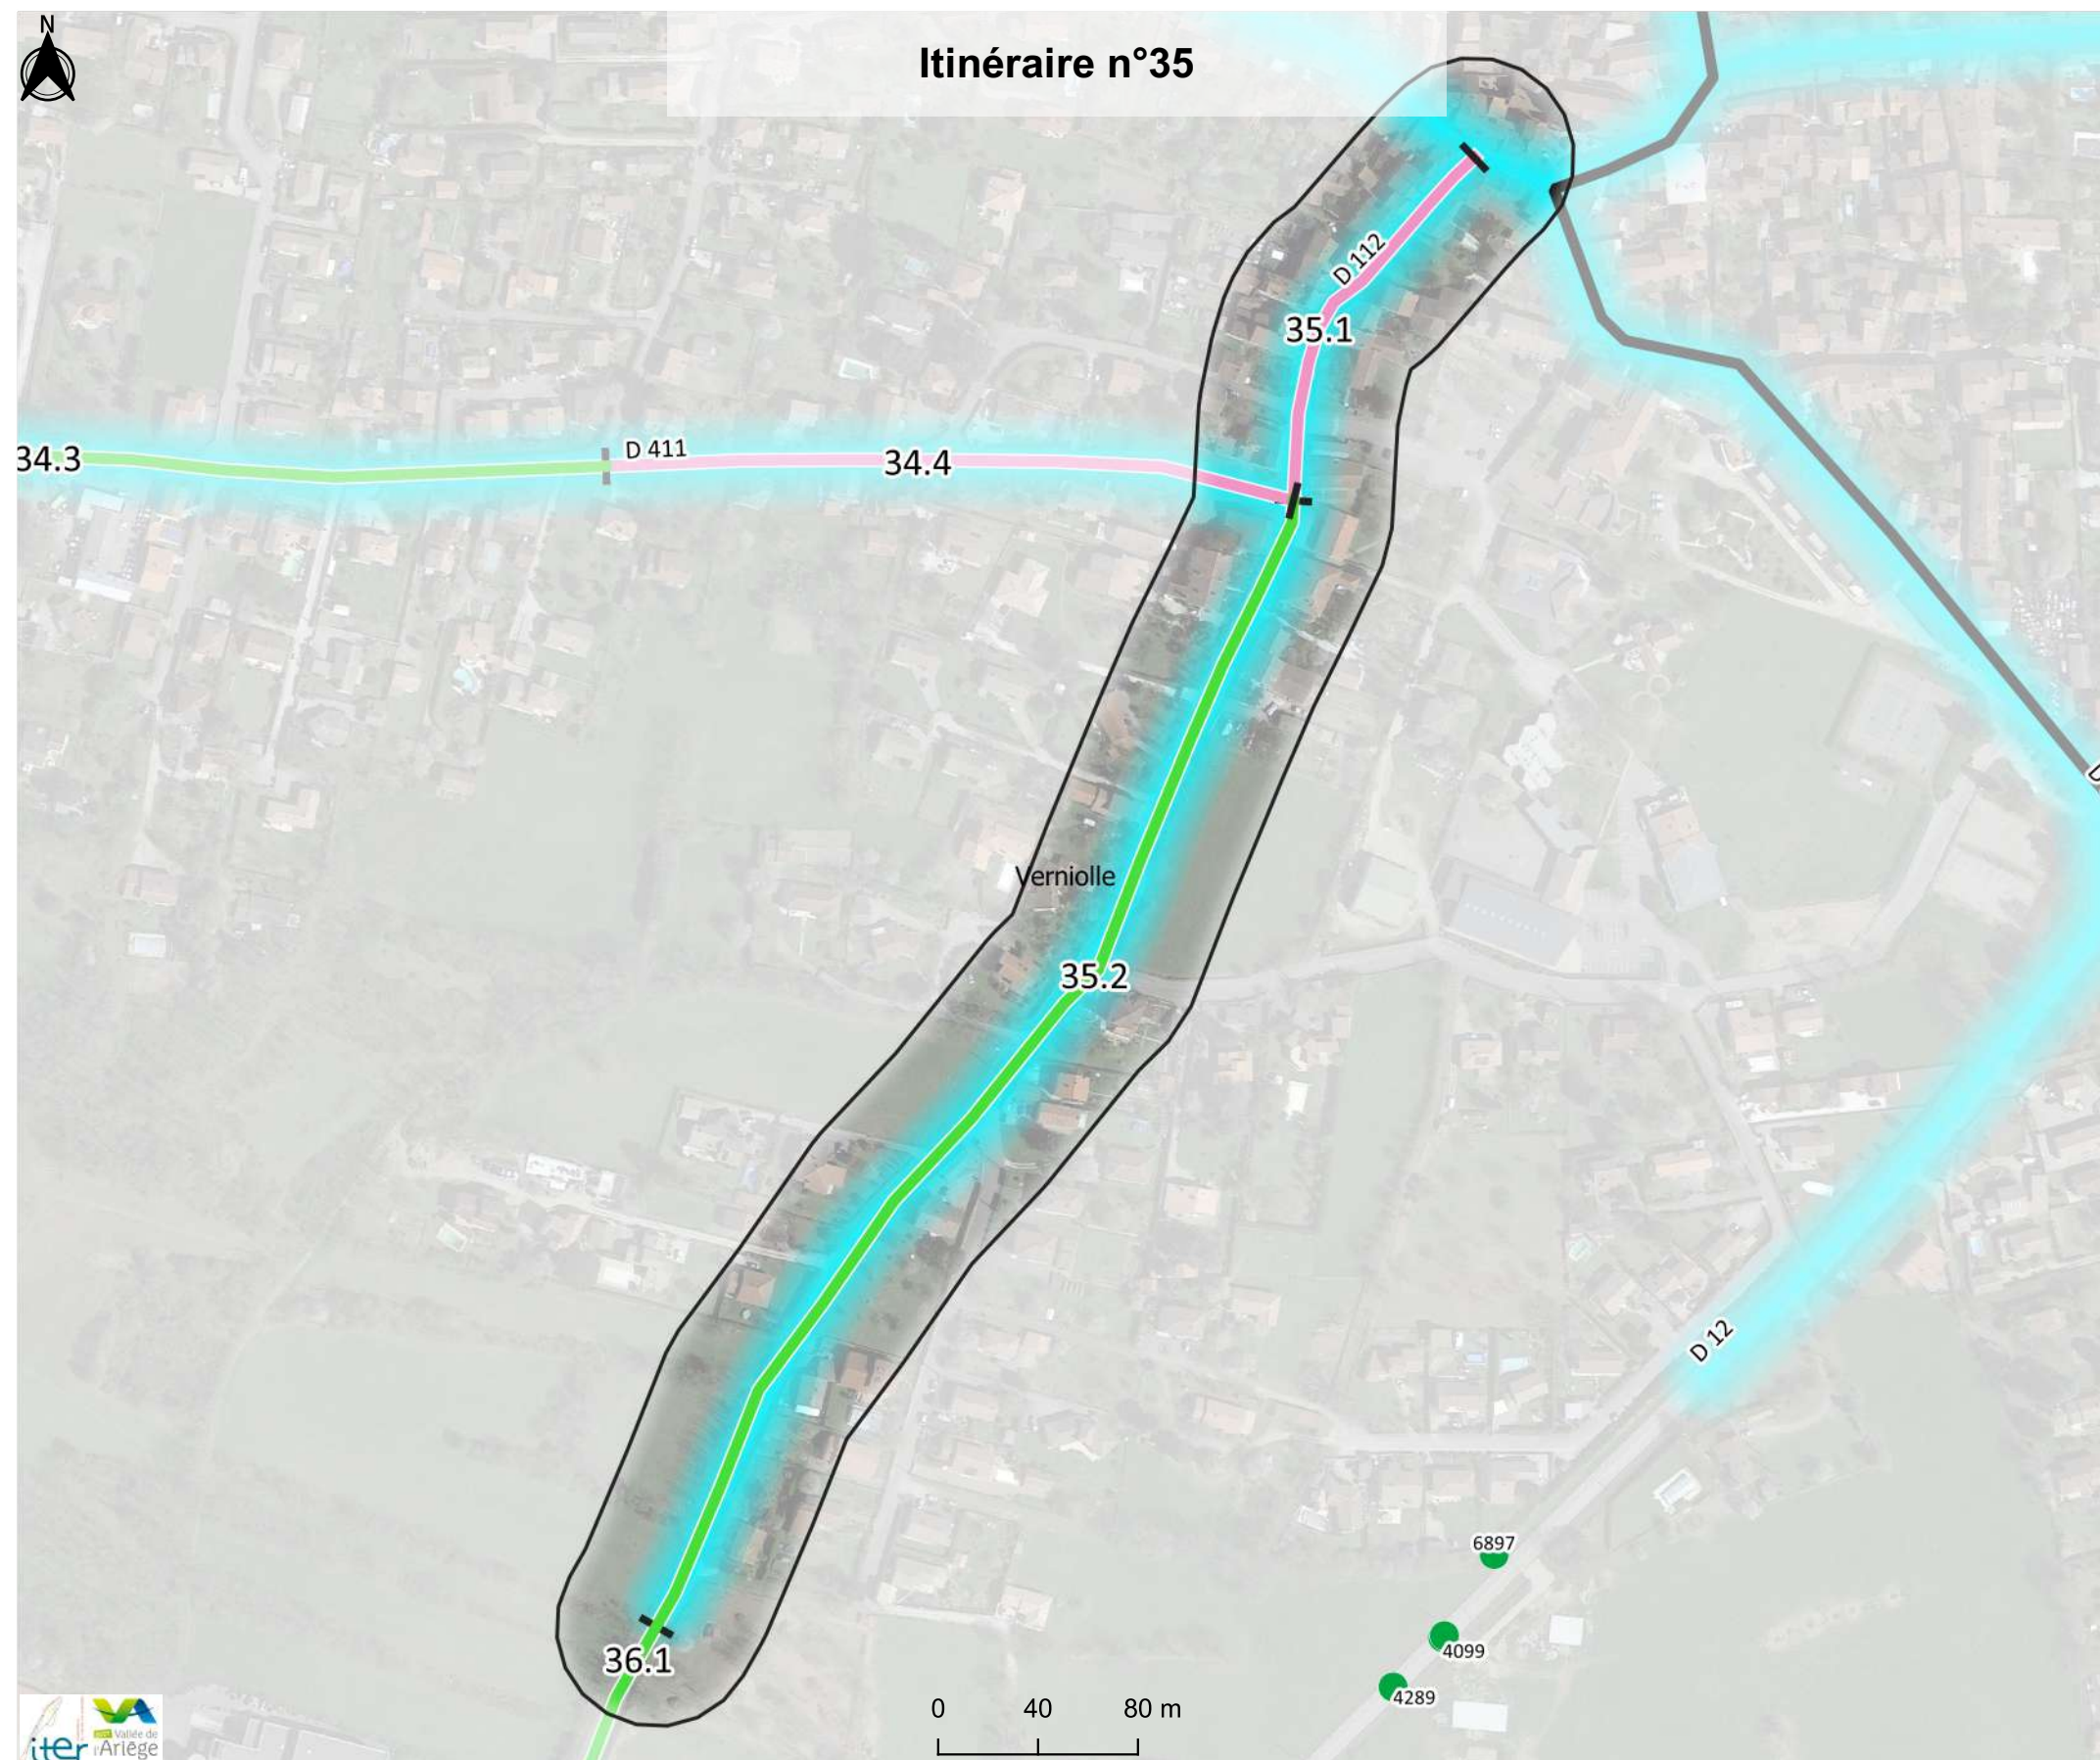 N
Itinéraire n°35
D 112
35.1
D 411
34.3
34.4
Verniolle
35.2
D 12
6897
4099
4289
36.1
0 40 80 m
iter
Vallée de
l'Ariège